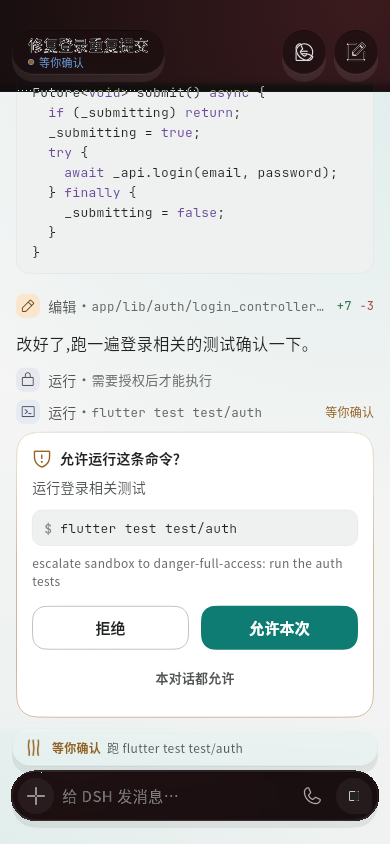 修复登录重复提交
等你确认
Future<void> submit() async {
if (_submitting) return;
_submitting = true;
try {
await _api.login(email, password);
} finally {
_submitting = false;
}
}
编辑 · app/lib/auth/login_controller… +7 -3
改好了,跑一遍登录相关的测试确认一下。
运行 · 需要授权后才能执行
运行 · flutter test test/auth 等你确认
允许运行这条命令?
运行登录相关测试
$ flutter test test/auth
escalate sandbox to danger-full-access: run the auth
tests
拒绝
允许本次
本对话都允许
等你确认 跑 flutter test test/auth
给 DSH 发消息…